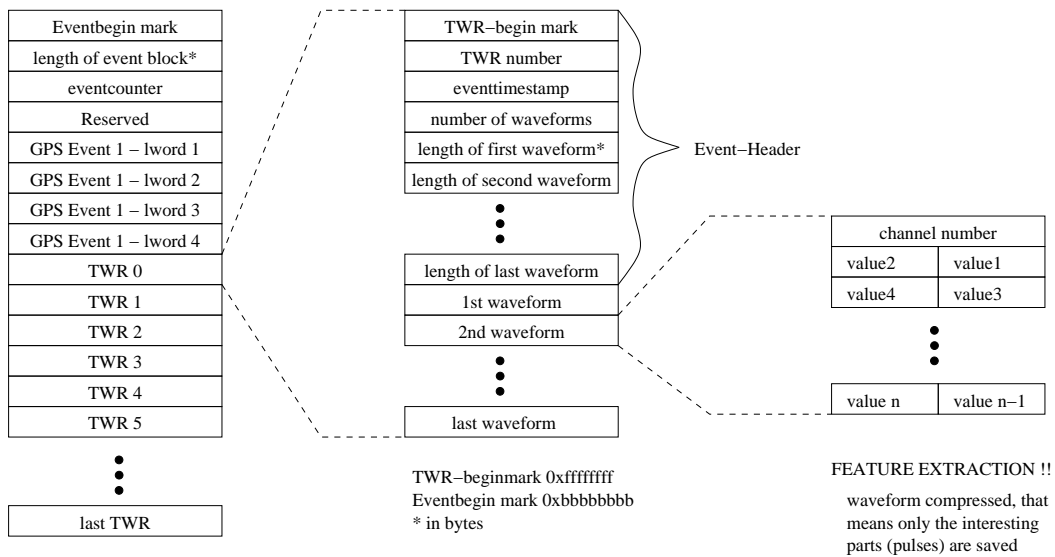 Eventbegin mark
length of event block*
eventcounter
Reserved
GPS Event 1 − lword 1
GPS Event 1 − lword 2
GPS Event 1 − lword 3
GPS Event 1 − lword 4
TWR 0
TWR 1
TWR 2
TWR 3
TWR 4
TWR 5
last TWR
TWR−begin mark
TWR number
eventtimestamp
number of waveforms
length of first waveform*
length of second waveform
length of last waveform
1st waveform
2nd waveform
last waveform
TWR−beginmark 0xffffffff
Eventbegin mark 0xbbbbbbbb
* in bytes
Event−Header
channel number
value2 value1
value4 value3
value n value n−1
FEATURE EXTRACTION !!
waveform compressed, that
means only the interesting
parts (pulses) are saved